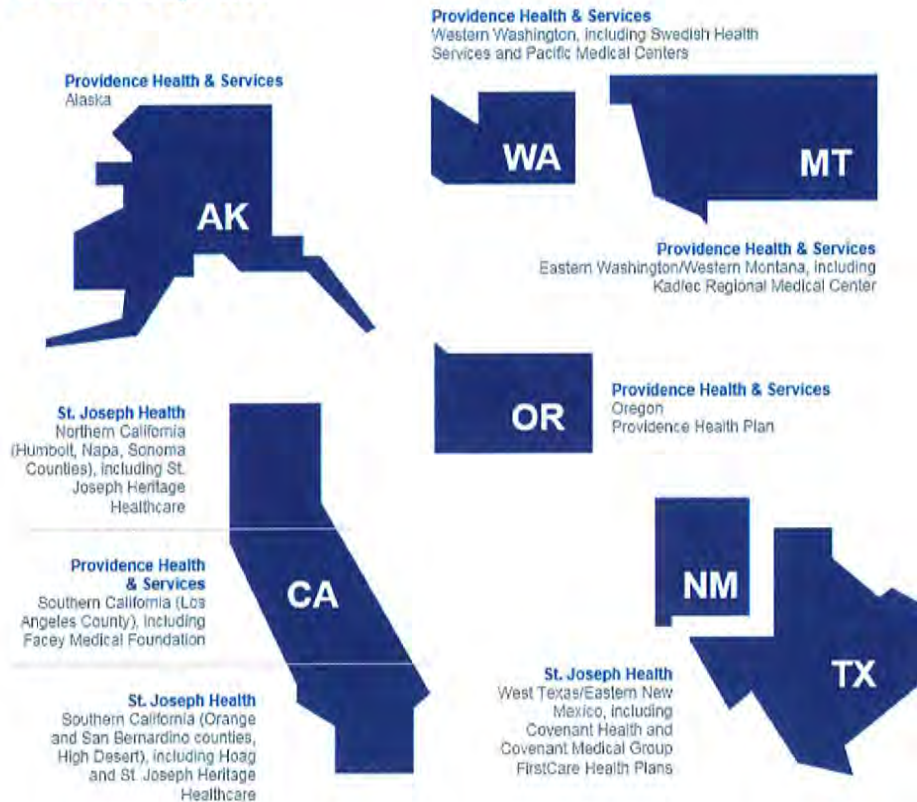 Providence Health & Services
Western Washington, including Swedish Health
Services and Pacific Medical Centers
Providence Health & Services
Alaska
WA
MT
AK
Providence Health & Services
Eastern Washington/Western Montana, including
Kadlec Regional Medical Center
OR
Providence Health & Services
Oregon
Providence Health Plan
St. Joseph Health
Northern California
(Humbolt, Napa, Sonoma
Counties), including St.
Joseph Heritage
Healthcare
Providence Health
& Services
Southern California (Los
Angeles County), including
Facey Medical Foundation
CA
NM
TX
St. Joseph Health
West Texas/Eastern New
Mexico, including
Covenant Health and
Covenant Medical Group
FirstCare Health Plans
St. Joseph Health
Southern California (Orange
and San Bernardino counties,
High Desert), including Hoag
and St. Joseph Heritage
Healthcare